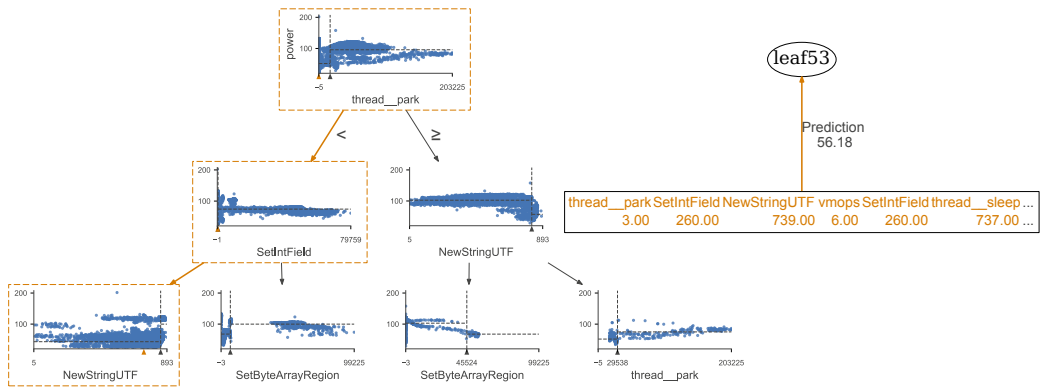 200
100
power
−5
203225
thread__park
<
≥
200
100
−1
79759
SetIntField
200
100
5
893
NewStringUTF
200
100
5
893
NewStringUTF
200
100
−3
99225
SetByteArrayRegion
200
100
−3
45524
99225
SetByteArrayRegion
200
100
−5
29538
203225
thread__park
leaf53
Prediction
56.18
thread__park SetIntField NewStringUTF vmops SetIntField thread__sleep ...
3.00 260.00 739.00 6.00 260.00 737.00 ...